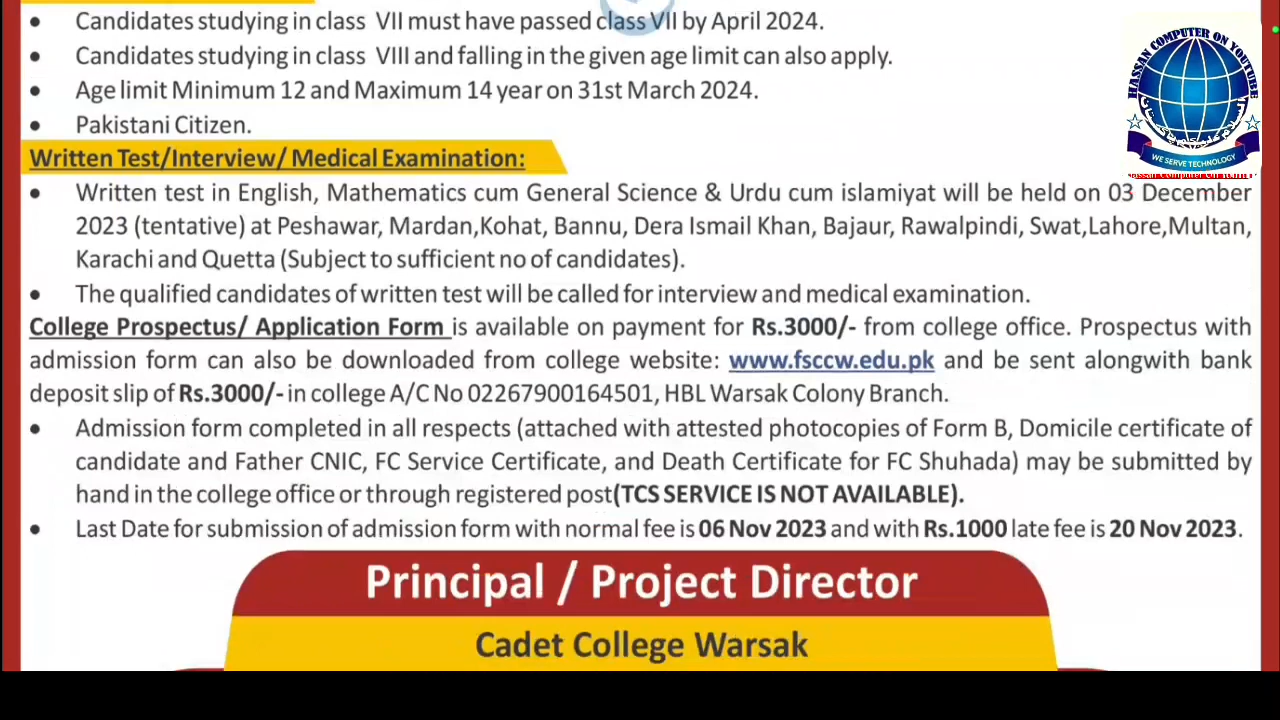 • Candidates studying in class VII must have passed class VII by April 2024.
• Candidates studying in class VIII and falling in the given age limit can also apply.
• Age limit Minimum 12 and Maximum 14 year on 31st March 2024.
• Pakistani Citizen.
HASSAN COMPUTER ON YOUTUBE
WE SERVE TECHNOLOGY
Hassan Computer On Youtube
Written Test/Interview/ Medical Examination:
• Written test in English, Mathematics cum General Science & Urdu cum islamiyat will be held on 03 December
2023 (tentative) at Peshawar, Mardan,Kohat, Bannu, Dera Ismail Khan, Bajaur, Rawalpindi, Swat,Lahore,Multan,
Karachi and Quetta (Subject to sufficient no of candidates).
• The qualified candidates of written test will be called for interview and medical examination.
College Prospectus/ Application Form is available on payment for Rs.3000/- from college office. Prospectus with
admission form can also be downloaded from college website: www.fsccw.edu.pk and be sent alongwith bank
deposit slip of Rs.3000/- in college A/C No 02267900164501, HBL Warsak Colony Branch.
• Admission form completed in all respects (attached with attested photocopies of Form B, Domicile certificate of
candidate and Father CNIC, FC Service Certificate, and Death Certificate for FC Shuhada) may be submitted by
hand in the college office or through registered post(TCS SERVICE IS NOT AVAILABLE).
• Last Date for submission of admission form with normal fee is 06 Nov 2023 and with Rs.1000 late fee is 20 Nov 2023.
Principal / Project Director
Cadet College Warsak